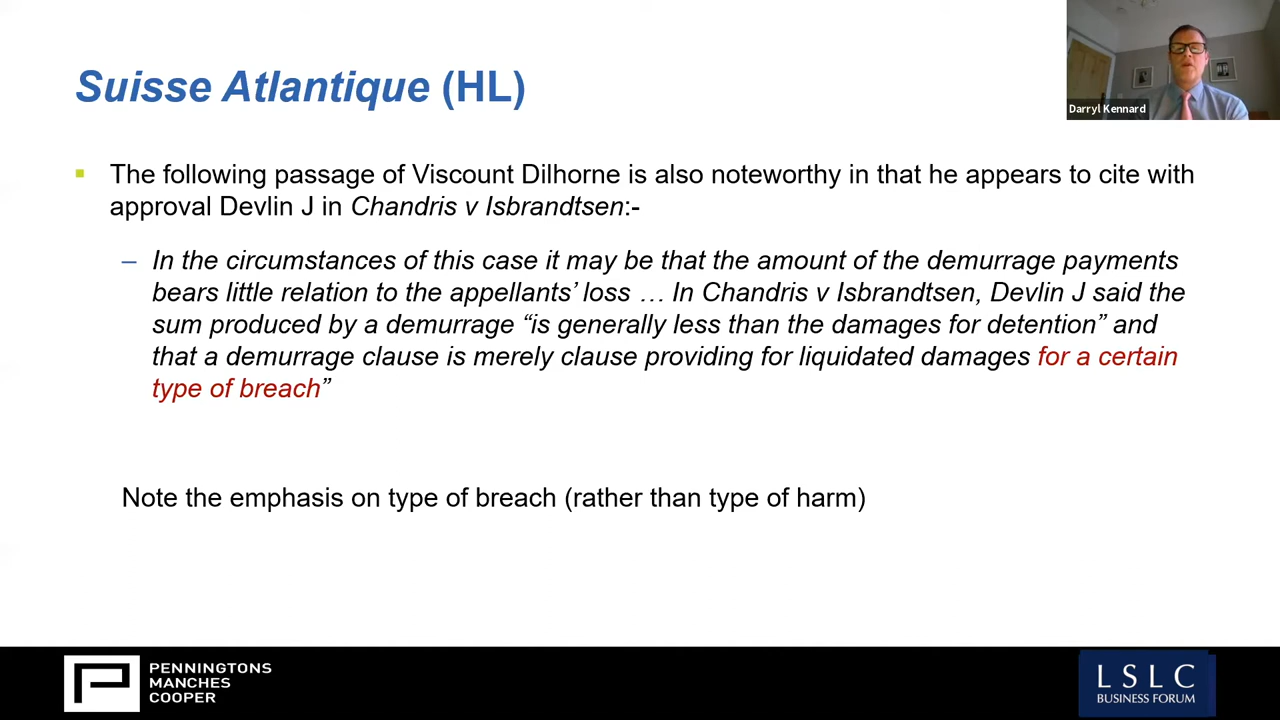 Suisse Atlantique (HL)
Darryl Kennard
▪ The following passage of Viscount Dilhorne is also noteworthy in that he appears to cite with
approval Devlin J in Chandris v Isbrandtsen:-
– In the circumstances of this case it may be that the amount of the demurrage payments
bears little relation to the appellants’ loss … In Chandris v Isbrandtsen, Devlin J said the
sum produced by a demurrage “is generally less than the damages for detention” and
that a demurrage clause is merely clause providing for liquidated damages for a certain
type of breach”
Note the emphasis on type of breach (rather than type of harm)
PENNINGTONS
MANCHES
COOPER
LSLC
BUSINESS FORUM